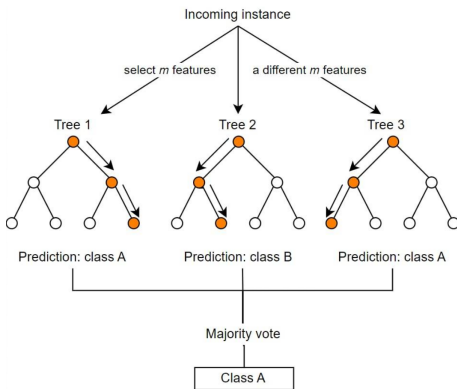 Incoming instance
select m features
a different m features
Tree 1
Tree 2
Tree 3
Prediction: class A
Prediction: class B
Prediction: class A
Majority vote
Class A